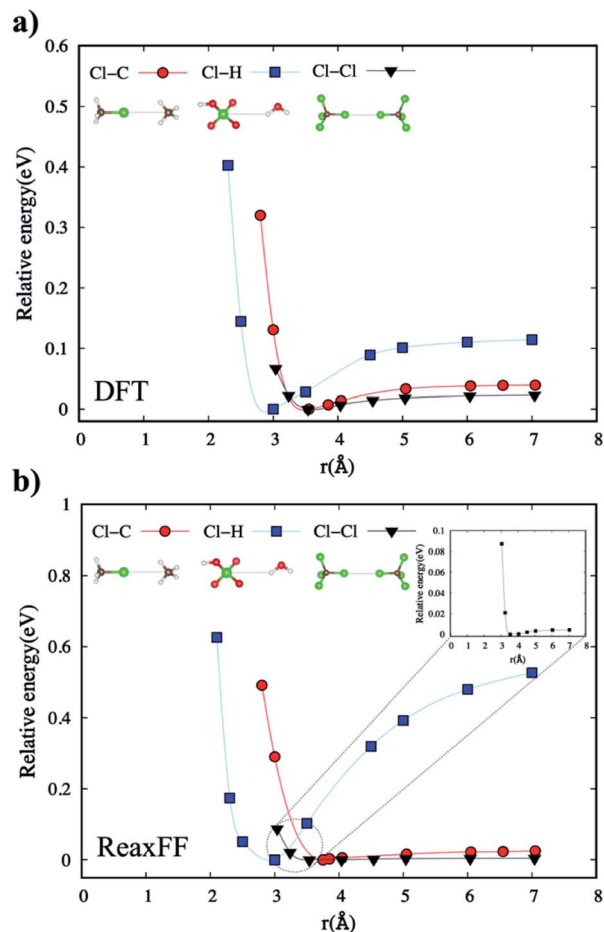 a)
0.6
0.5
0.4
0.3
0.2
0.1
0
Relative energy(eV)
Cl–C
Cl–H
Cl–Cl
DFT
0 1 2 3 4 5 6 7 8
r(Å)
b)
1
0.8
0.6
0.4
0.2
0
Relative energy(eV)
Cl–C
Cl–H
Cl–Cl
0.1
0.08
0.06
0.04
0.02
0
Relative energy(eV)
0 1 2 3 4 5 6 7 8
r(Å)
ReaxFF
0 1 2 3 4 5 6 7 8
r(Å)